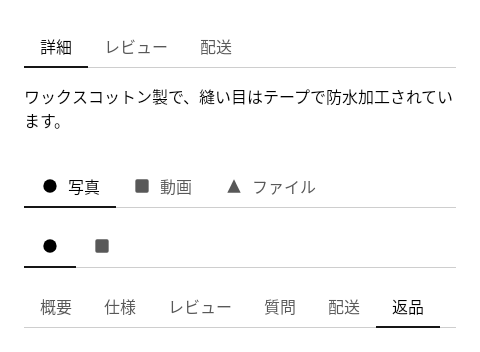 詳細 レビュー 配送
ワックスコットン製で、縫い目はテープで防水加工されてい
ます。
写真 動画 ファイル
概要 仕様 レビュー 質問 配送 返品